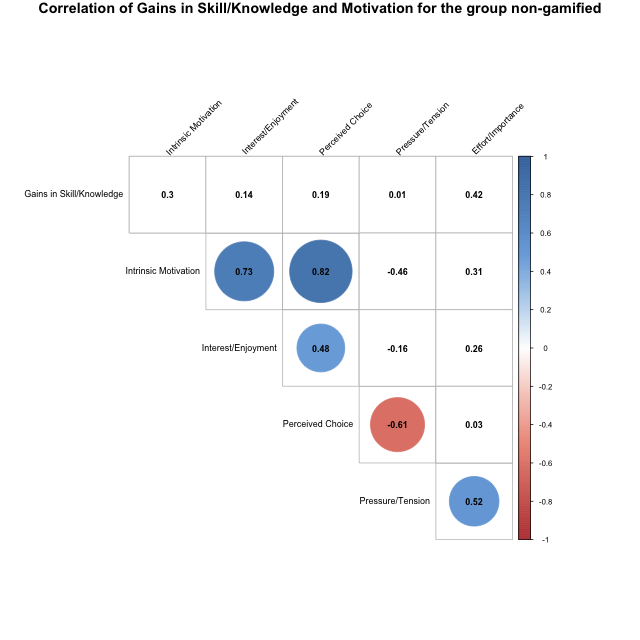 Correlation of Gains in Skill/Knowledge and Motivation for the group non-gamified
Intrinsic Motivation
Interest/Enjoyment
Perceived Choice
Pressure/Tension
Effort/Importance
Gains in Skill/Knowledge 0.3 0.14 0.19 0.01 0.42
Intrinsic Motivation 0.73 0.82 -0.46 0.31
Interest/Enjoyment 0.48 -0.16 0.26
Perceived Choice -0.61 0.03
Pressure/Tension 0.52
1
0.8
0.6
0.4
0.2
0
-0.2
-0.4
-0.6
-0.8
-1